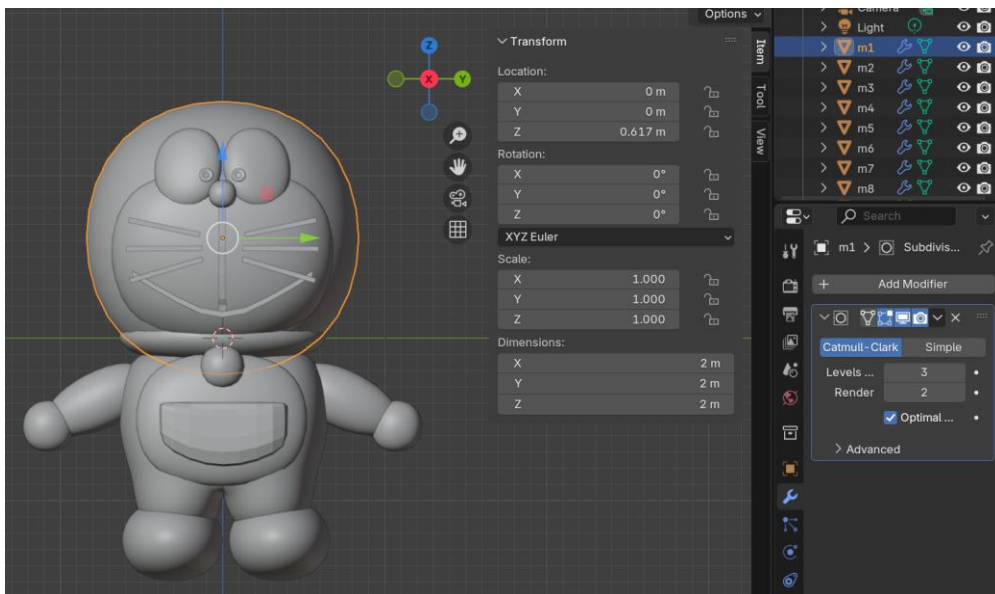 Options
Camera
Light
m1
m2
m3
m4
m5
m6
m7
m8
Z
X
Y
Transform
Location:
X 0 m
Y 0 m
Z 0.617 m
Rotation:
X 0°
Y 0°
Z 0°
XYZ Euler
Scale:
X 1.000
Y 1.000
Z 1.000
Dimensions:
X 2 m
Y 2 m
Z 2 m
Item
Tool
View
Search
m1 > Subdivis...
+ Add Modifier
Catmull-Clark Simple
Levels ... 3
Render 2
Optimal ...
Advanced